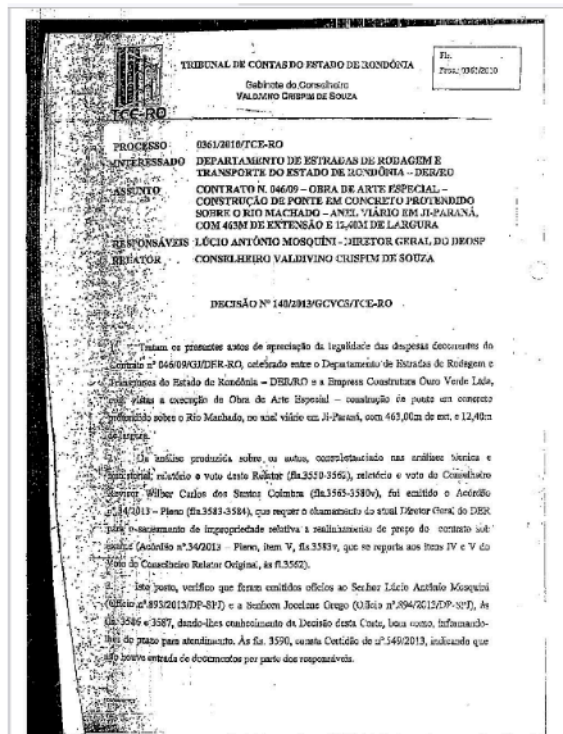 TRIBUNAL DE CONTAS DO ESTADO DE RONDÔNIA
Gabinete do Conselheiro
VALDIVINO CRISPIM DE SOUZA
Fls.
Proc.: 0361/2010
TCE-RO
PROCESSO 0361/2010/TCE-RO
INTERESSADO DEPARTAMENTO DE ESTRADAS DE RODAGEM E
TRANSPORTE DO ESTADO DE RONDÔNIA – DER/RO
ASSUNTO CONTRATO N. 046/09 – OBRA DE ARTE ESPECIAL –
CONSTRUÇÃO DE PONTE EM CONCRETO PROTENDIDO
SOBRE O RIO MACHADO – ANEL VIÁRIO EM JI-PARANÁ,
COM 463M DE EXTENSÃO E 12,40M DE LARGURA
RESPONSÁVEIS LÚCIO ANTÔNIO MOSQUINI - DIRETOR GERAL DO DEOSP
RELATOR CONSELHEIRO VALDIVINO CRISPIM DE SOUZA
DECISÃO Nº 140/2013/GCVCS/TCE-RO
Tratam os presentes autos de apreciação da legalidade das despesas decorrentes do
Contrato nº 046/09/GJ/DER-RO, celebrado entre o Departamento de Estradas de Rodagem e
Transportes do Estado de Rondônia – DER/RO e a Empresa Construtora Ouro Verde Ltda,
com vistas a execução de Obra de Arte Especial – construção de ponte em concreto
protendido sobre o Rio Machado, no anel viário em Ji-Paraná, com 463,00m de ext. e 12,40m
de largura.
Da análise produzida sobre os autos, consubstanciado nas análises técnica e
ministerial, relatório e voto deste Relator (fls.3550-3562), relatório e voto do Conselheiro
Revisor Wilber Carlos dos Santos Coimbra (fls.3565-3580v), foi emitido o Acórdão
nº 34/2013 – Pleno (fls.3583-3584), que requer o chamamento do atual Diretor Geral do DER
para o saneamento de impropriedade relativa a realinhamento de preço do contrato sub
examine (Acórdão nº.34/2013 – Pleno, item V, fls.3583v, que se reporta aos itens IV e V do
Voto do Conselheiro Relator Original, às fl.3562).
Isto posto, verifico que foram emitidos ofícios ao Senhor Lúcio Antônio Mosquini
(Ofício nº.893/2013/DP-SPJ) e a Senhora Jocelene Grego (Ofício nº.894/2013/DP-SPJ), às
fls. 3586 e 3587, dando-lhes conhecimento da Decisão desta Corte, bem como, informando-
lhes do prazo para atendimento. Às fls. 3590, consta Certidão de nº.549/2013, indicando que
não houve entrada de documentos por parte dos responsáveis.